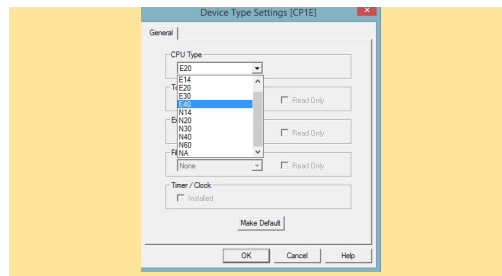 Device Type Settings [CP1E]
General
CPU Type
E20
E14
E20
E30
E40
N14
N20
N30
N40
N60
NA
Read Only
Read Only
None
Read Only
Timer / Clock
Installed
Make Default
OK Cancel Help